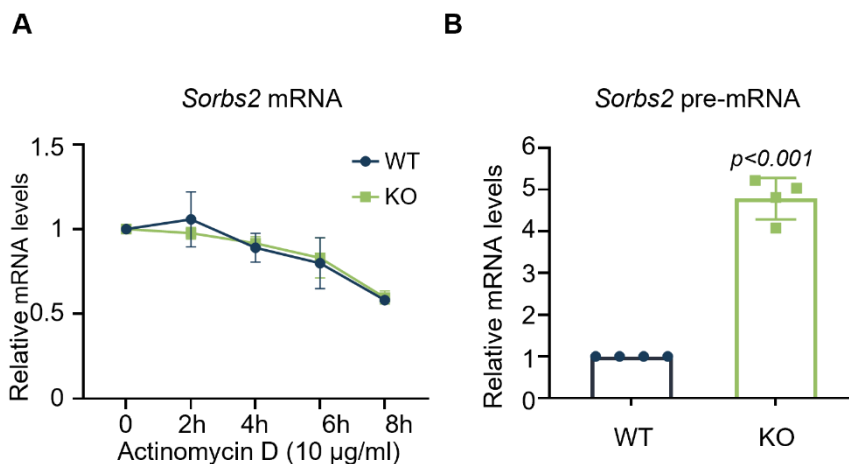 A
Sorbs2 mRNA
Relative mRNA levels
1.5
1
0.5
0
WT
KO
0 2h 4h 6h 8h
Actinomycin D (10 µg/ml)
B
Sorbs2 pre-mRNA
Relative mRNA levels
6
5
4
3
2
1
0
p<0.001
WT KO